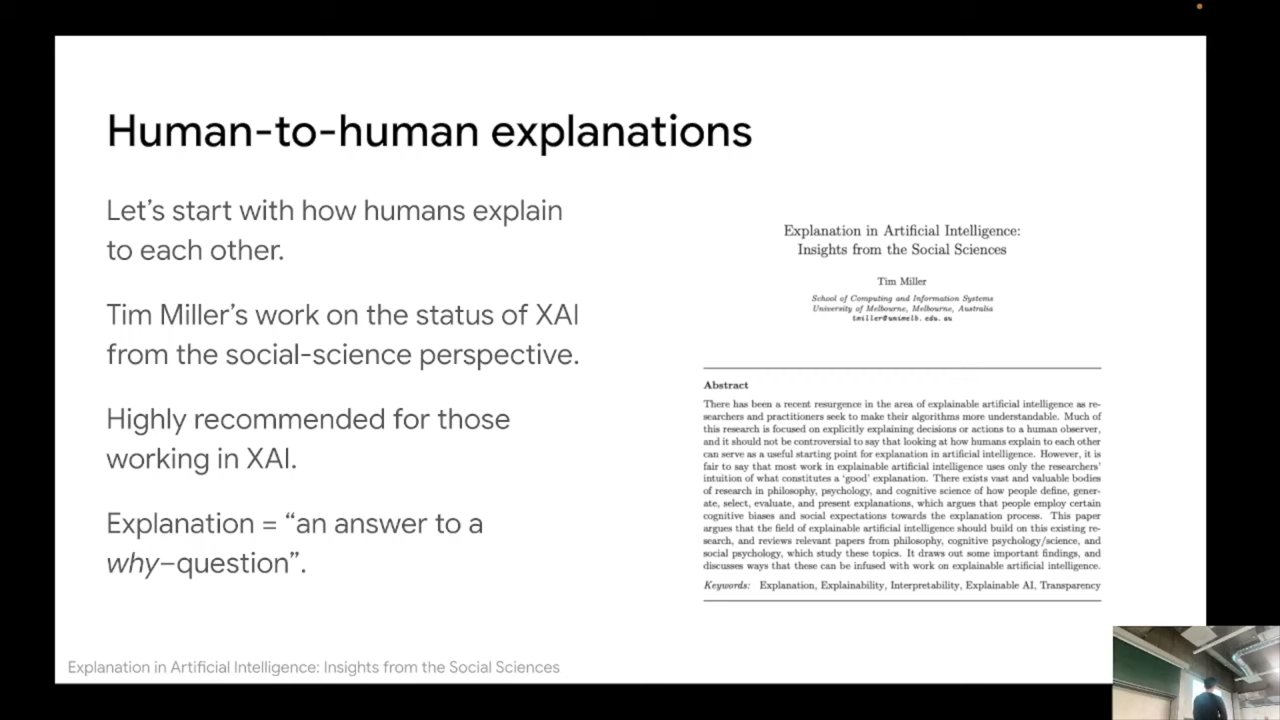 Human-to-human explanations
Let's start with how humans explain
to each other.
Tim Miller's work on the status of XAI
from the social-science perspective.
Highly recommended for those
working in XAI.
Explanation = “an answer to a
why–question”.
Explanation in Artificial Intelligence:
Insights from the Social Sciences
Tim Miller
School of Computing and Information Systems
University of Melbourne, Melbourne, Australia
tmiller@unimelb.edu.au
Abstract
There has been a recent resurgence in the area of explainable artificial intelligence as re-
searchers and practitioners seek to make their algorithms more understandable. Much of
this research is focused on explicitly explaining decisions or actions to a human observer,
and it should not be controversial to say that looking at how humans explain to each other
can serve as a useful starting point for explanation in artificial intelligence. However, it is
fair to say that most work in explainable artificial intelligence uses only the researchers'
intuition of what constitutes a ‘good’ explanation. There exists vast and valuable bodies
of research in philosophy, psychology, and cognitive science of how people define, gener-
ate, select, evaluate, and present explanations, which argues that people employ certain
cognitive biases and social expectations towards the explanation process. This paper
argues that the field of explainable artificial intelligence should build on this existing re-
search, and reviews relevant papers from philosophy, cognitive psychology/science, and
social psychology, which study these topics. It draws out some important findings, and
discusses ways that these can be infused with work on explainable artificial intelligence.
Keywords: Explanation, Explainability, Interpretability, Explainable AI, Transparency
Explanation in Artificial Intelligence: Insights from the Social Sciences